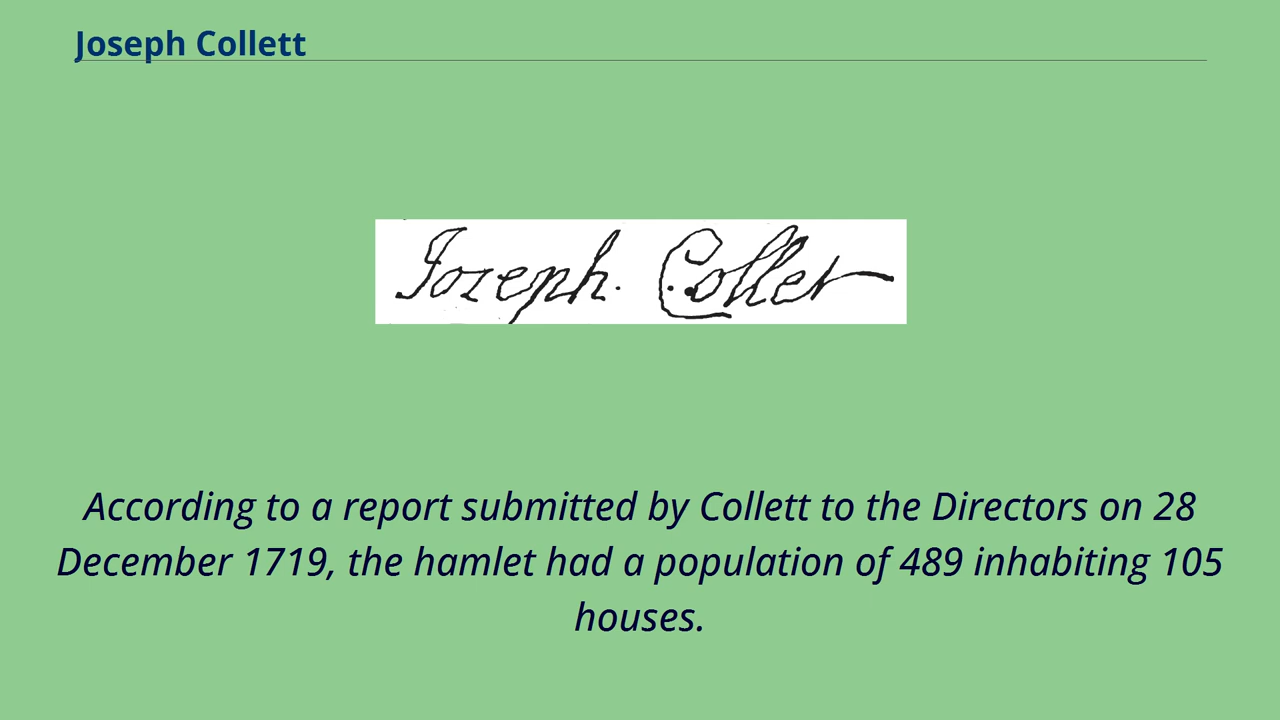 Joseph Collett
Joseph. Collet
According to a report submitted by Collett to the Directors on 28
December 1719, the hamlet had a population of 489 inhabiting 105
houses.